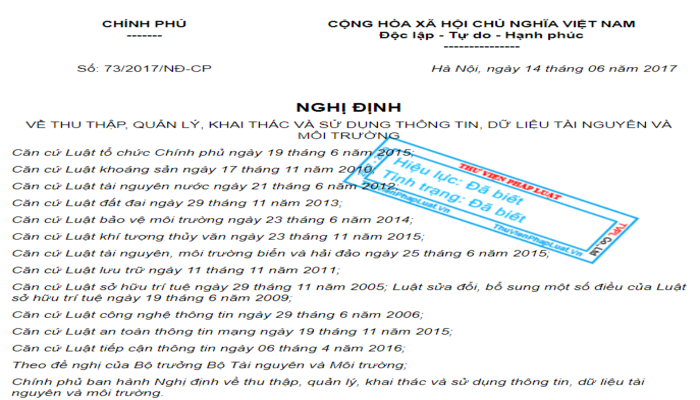 CHÍNH PHỦ
-------
CỘNG HÒA XÃ HỘI CHỦ NGHĨA VIỆT NAM
Độc lập - Tự do - Hạnh phúc
---------------
Số: 73/2017/NĐ-CP
Hà Nội, ngày 14 tháng 06 năm 2017
NGHỊ ĐỊNH
VỀ THU THẬP, QUẢN LÝ, KHAI THÁC VÀ SỬ DỤNG THÔNG TIN, DỮ LIỆU TÀI NGUYÊN VÀ
MÔI TRƯỜNG
Căn cứ Luật tổ chức Chính phủ ngày 19 tháng 6 năm 2015;
Căn cứ Luật khoáng sản ngày 17 tháng 11 năm 2010;
Căn cứ Luật tài nguyên nước ngày 21 tháng 6 năm 2012;
Căn cứ Luật đất đai ngày 29 tháng 11 năm 2013;
Căn cứ Luật bảo vệ môi trường ngày 23 tháng 6 năm 2014;
Căn cứ Luật khí tượng thủy văn ngày 23 tháng 11 năm 2015;
Căn cứ Luật tài nguyên, môi trường biển và hải đảo ngày 25 tháng 6 năm 2015;
Căn cứ Luật lưu trữ ngày 11 tháng 11 năm 2011;
Căn cứ Luật sở hữu trí tuệ ngày 29 tháng 11 năm 2005; Luật sửa đổi, bổ sung một số điều của Luật
sở hữu trí tuệ ngày 19 tháng 6 năm 2009;
Căn cứ Luật công nghệ thông tin ngày 29 tháng 6 năm 2006;
Căn cứ Luật an toàn thông tin mạng ngày 19 tháng 11 năm 2015;
Căn cứ Luật tiếp cận thông tin ngày 06 tháng 4 năm 2016;
Theo đề nghị của Bộ trưởng Bộ Tài nguyên và Môi trường;
Chính phủ ban hành Nghị định về thu thập, quản lý, khai thác và sử dụng thông tin, dữ liệu tài
nguyên và môi trường.
THƯ VIỆN PHÁP LUẬT
Hiệu lực: Đã biết
Tình trạng: Đã biết
ThuVienPhapLuat.vn